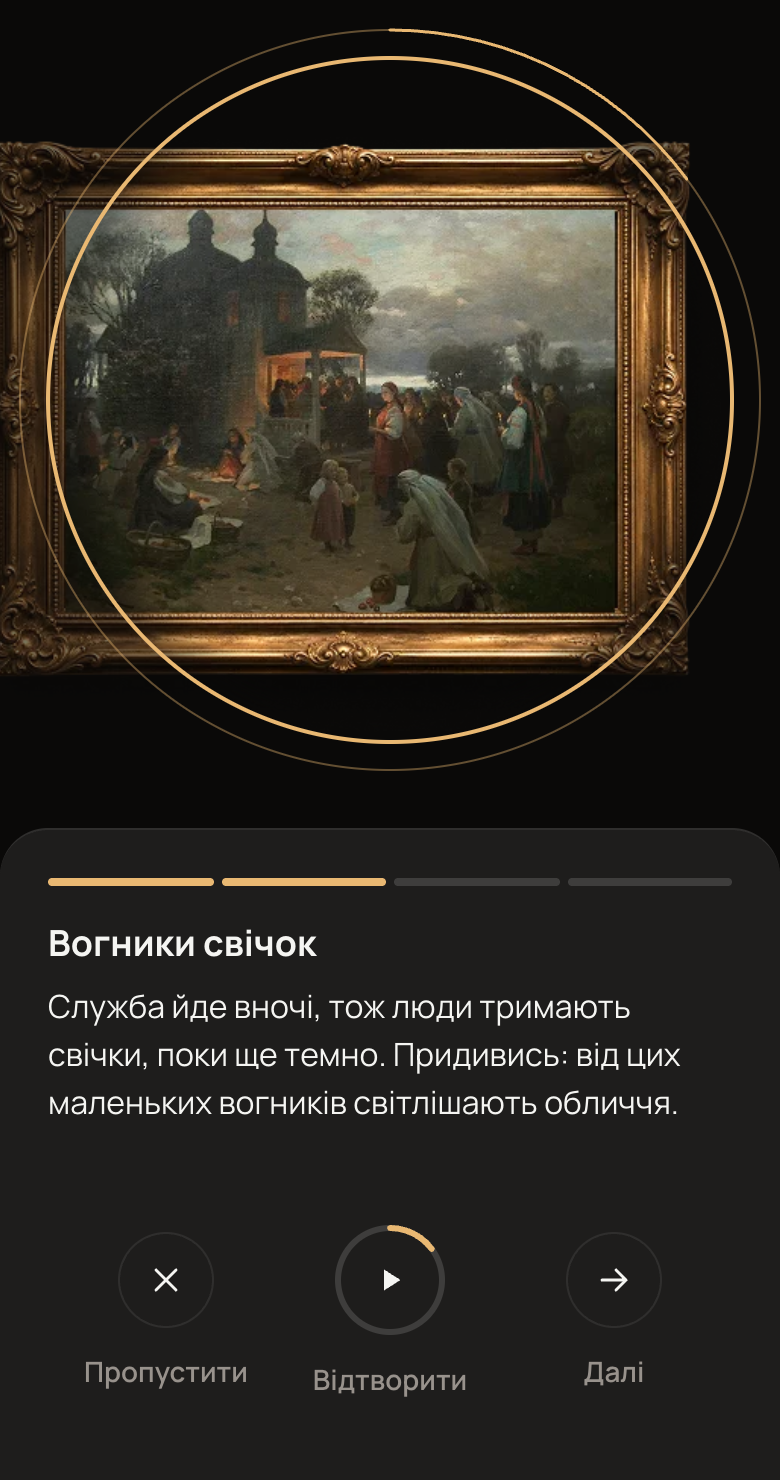 Вогники свічок
Служба йде вночі, тож люди тримають
свічки, поки ще темно. Придивись: від цих
маленьких вогників світлішають обличчя.
Пропустити
Відтворити
Далі